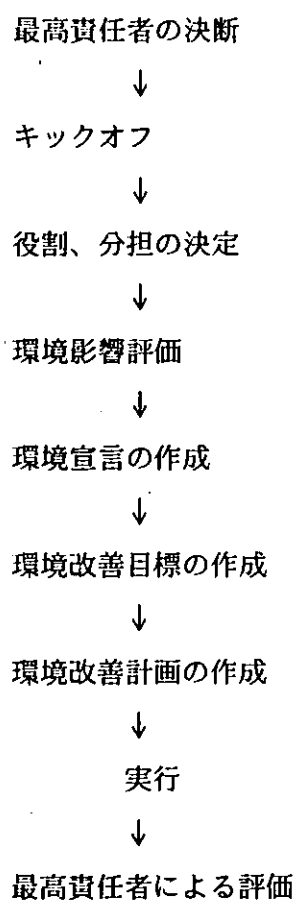 最高責任者の決断
↓
キックオフ
↓
役割、分担の決定
↓
環境影響評価
↓
環境宣言の作成
↓
環境改善目標の作成
↓
環境改善計画の作成
↓
実行
↓
最高責任者による評価